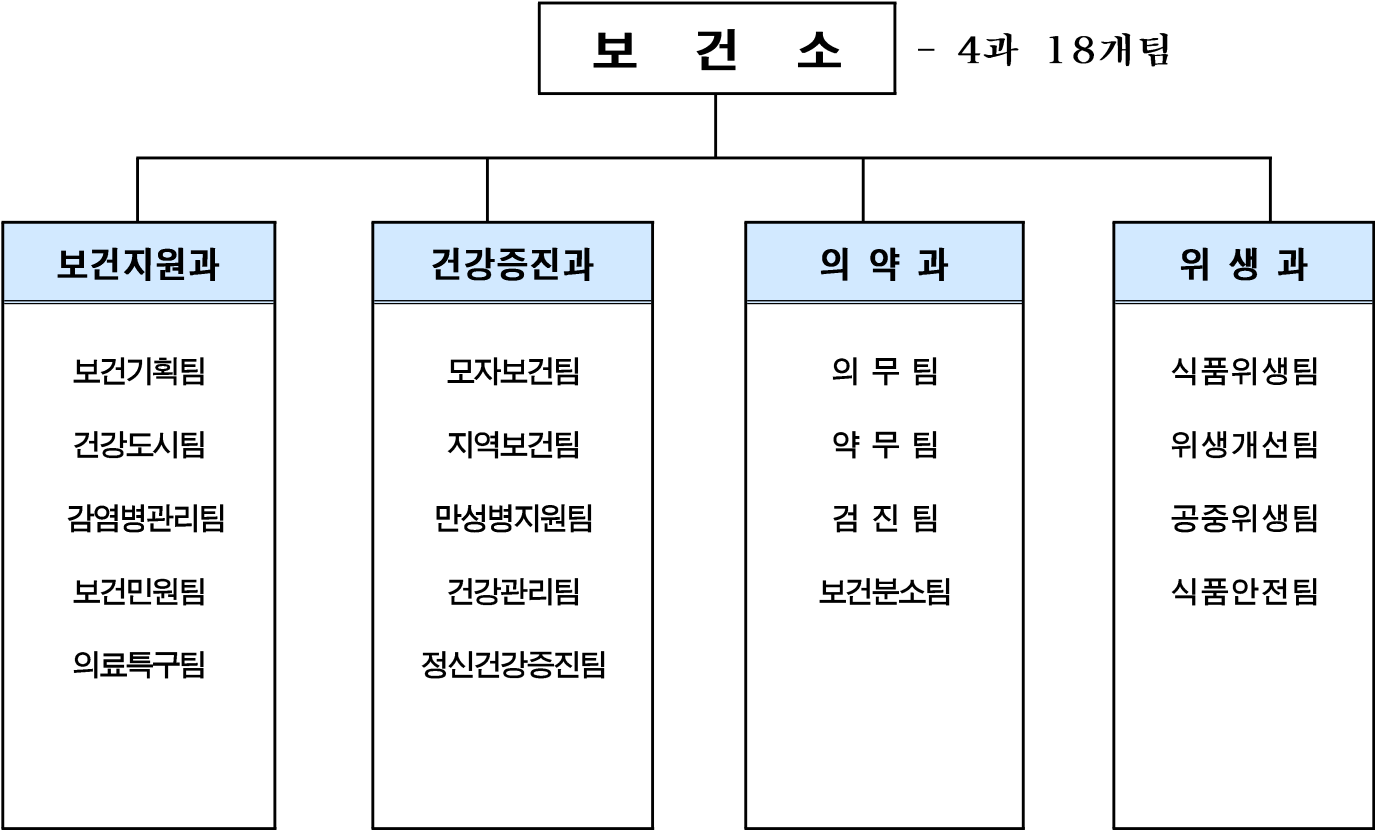 보 건 소 - 4과 18개팀
보건지원과
보건기획팀
건강도시팀
감염병관리팀
보건민원팀
의료특구팀
건강증진과
모자보건팀
지역보건팀
만성병지원팀
건강관리팀
정신건강증진팀
의 약 과
의 무 팀
약 무 팀
검 진 팀
보건분소팀
위 생 과
식품위생팀
위생개선팀
공중위생팀
식품안전팀